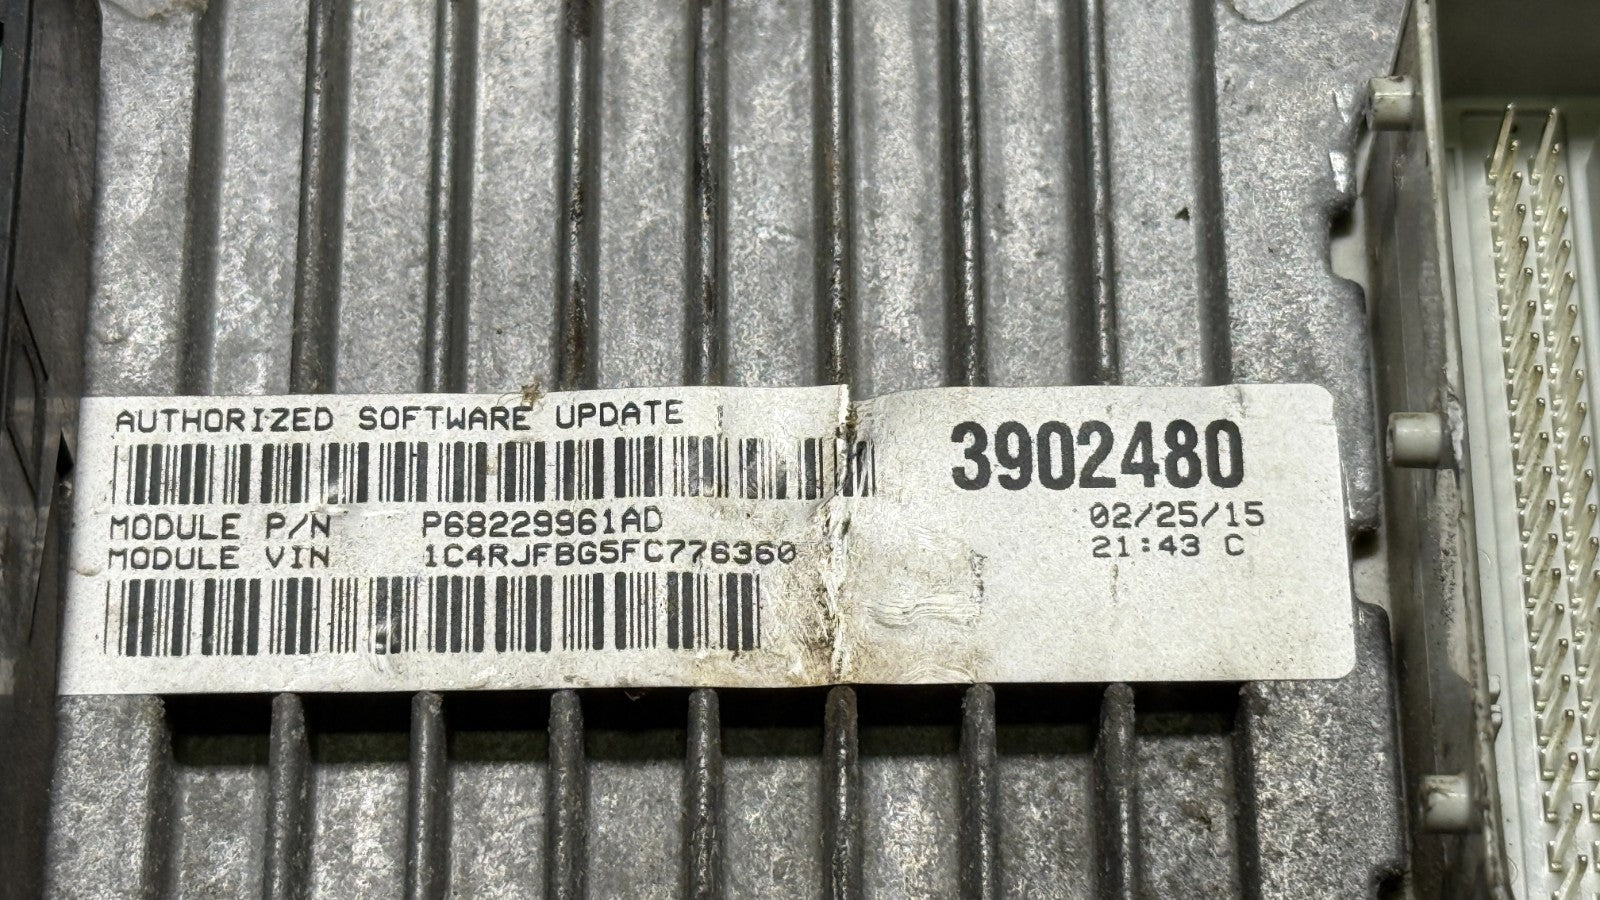 AUTHORIZED SOFTWARE UPDATE
3902480
MODULE P/N P68229961AD
02/25/15
MODULE VIN 1C4RJFBG5FC776360
21:43 C